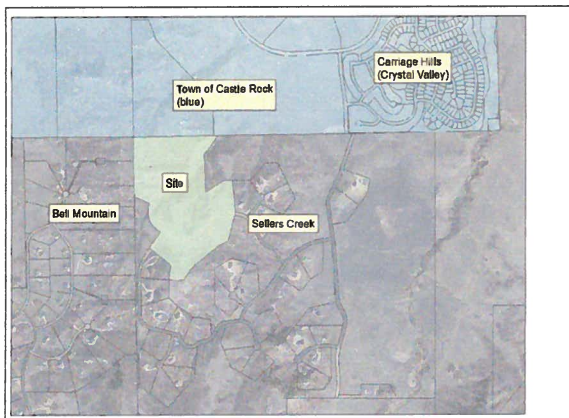 Carriage Hills
(Crystal Valley)
Town of Castle Rock
(blue)
Site
Bell Mountain
Sellers Creek